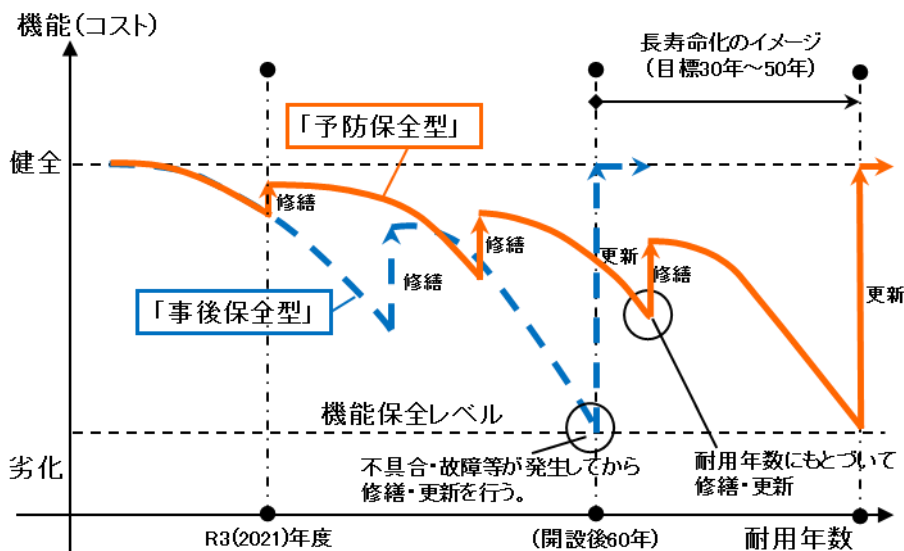 機能(コスト)
長寿命化のイメージ
(目標30年～50年)
「予防保全型」
健全
修繕
修繕
修繕
更新
修繕
更新
「事後保全型」
機能保全レベル
劣化
不具合・故障等が発生してから
修繕・更新を行う。
耐用年数にもとづいて
修繕・更新
R3(2021)年度
(開設後60年)
耐用年数